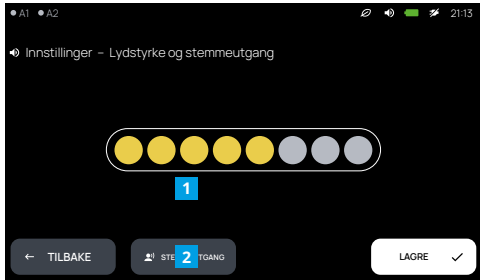 A1 A2 21:13
Innstillinger – Lydstyrke og stemmeutgang
1
2
TILBAKE
LAGRE